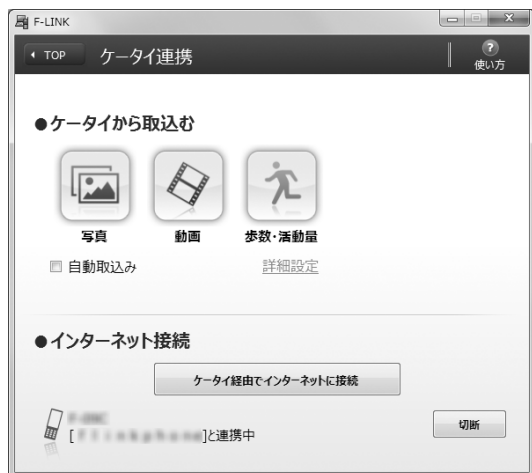 F-LINK
TOP ケータイ連携
?
使い方
●ケータイから取込む
写真 動画 歩数・活動量
自動取込み 詳細設定
●インターネット接続
ケータイ経由でインターネットに接続
[ ]と連携中
切断